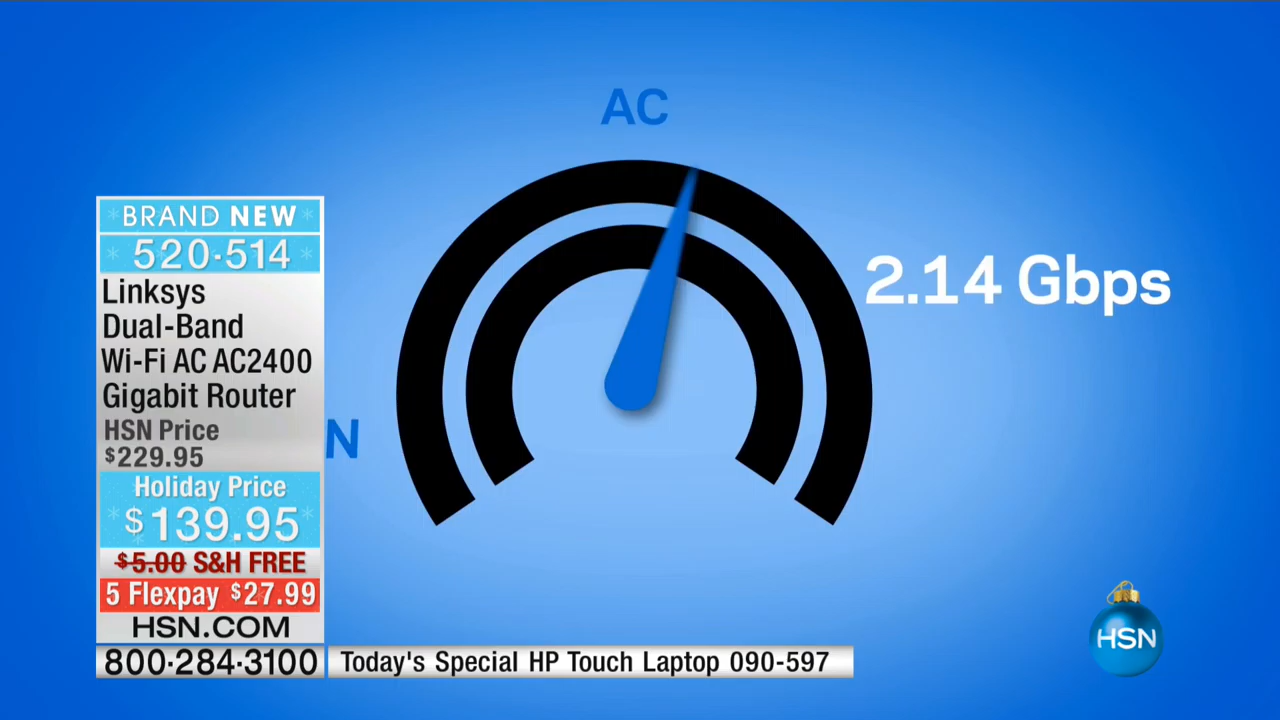 AC
BRAND NEW
520-514
Linksys
Dual-Band
Wi-Fi AC AC2400
Gigabit Router
HSN Price
$229.95
Holiday Price
$139.95
$5.00 S&H FREE
5 Flexpay $27.99
HSN.COM
800·284·3100
N
2.14 Gbps
Today's Special HP Touch Laptop 090-597
HSN